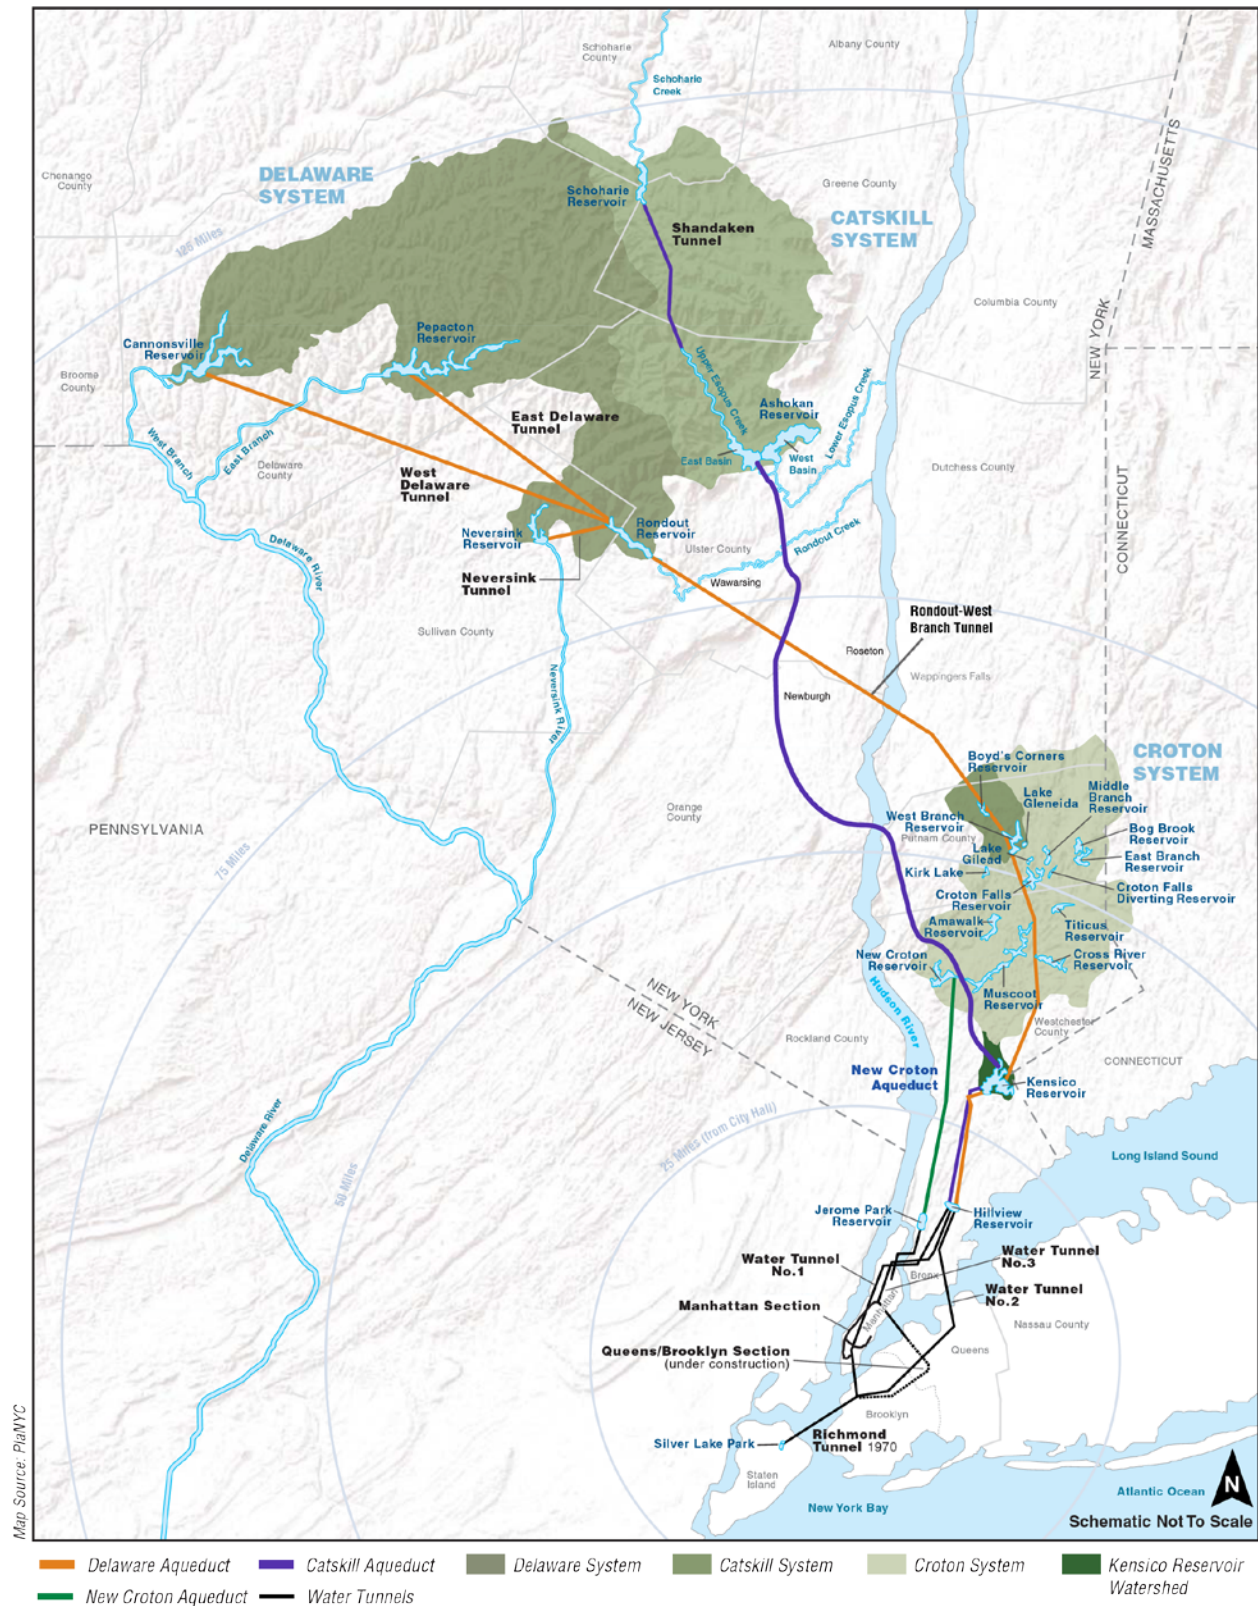 Schoharie
County
Albany County
Schoharie
Creek
DELAWARE
SYSTEM
Chenango
County
Schoharie
Reservoir
Greene County
CATSKILL
SYSTEM
MASSACHUSETTS
Shandaken
Tunnel
125 Miles
Columbia County
NEW YORK
Cannonsville
Reservoir
Pepacton
Reservoir
Upper Esopus Creek
Broome
County
Ashokan
Reservoir
Lower Esopus Creek
East Delaware
Tunnel
West Branch
East Branch
Delaware
County
East Basin
West
Basin
Dutchess County
West
Delaware
Tunnel
CONNECTICUT
Neversink
Reservoir
Rondout
Reservoir
Ulster County
Rondout Creek
Delaware River
Neversink
Tunnel
Wawarsing
Rondout-West
Branch Tunnel
Sullivan County
Roseton
Wappingers Falls
Neversink River
Newburgh
CROTON
SYSTEM
Boyd's Corners
Reservoir
Lake
Gleneida
Middle
Branch
Reservoir
Orange
County
West Branch
Reservoir
Putnam County
Bog Brook
Reservoir
PENNSYLVANIA
75 Miles
Lake
Gilead
East Branch
Reservoir
Kirk Lake
Croton Falls
Reservoir
Croton Falls
Diverting Reservoir
Amawalk
Reservoir
Titicus
Reservoir
New Croton
Reservoir
Cross River
Reservoir
Muscoot
Reservoir
Hudson River
NEW YORK
NEW JERSEY
Westchester
County
Rockland County
CONNECTICUT
New Croton
Aqueduct
Kensico
Reservoir
Delaware River
25 Miles (from City Hall)
50 Miles
Long Island Sound
Jerome Park
Reservoir
Hillview
Reservoir
Water Tunnel
No.1
Water Tunnel
No.3
Bronx
Water Tunnel
No.2
Manhattan Section
Manhattan
Nassau County
Queens/Brooklyn Section
(under construction)
Queens
Brooklyn
Silver Lake Park
Richmond
Tunnel 1970
Staten
Island
New York Bay
Atlantic Ocean
N
Schematic Not To Scale
Map Source: PlaNYC
Delaware Aqueduct
Catskill Aqueduct
Delaware System
Catskill System
Croton System
Kensico Reservoir
Watershed
New Croton Aqueduct
Water Tunnels